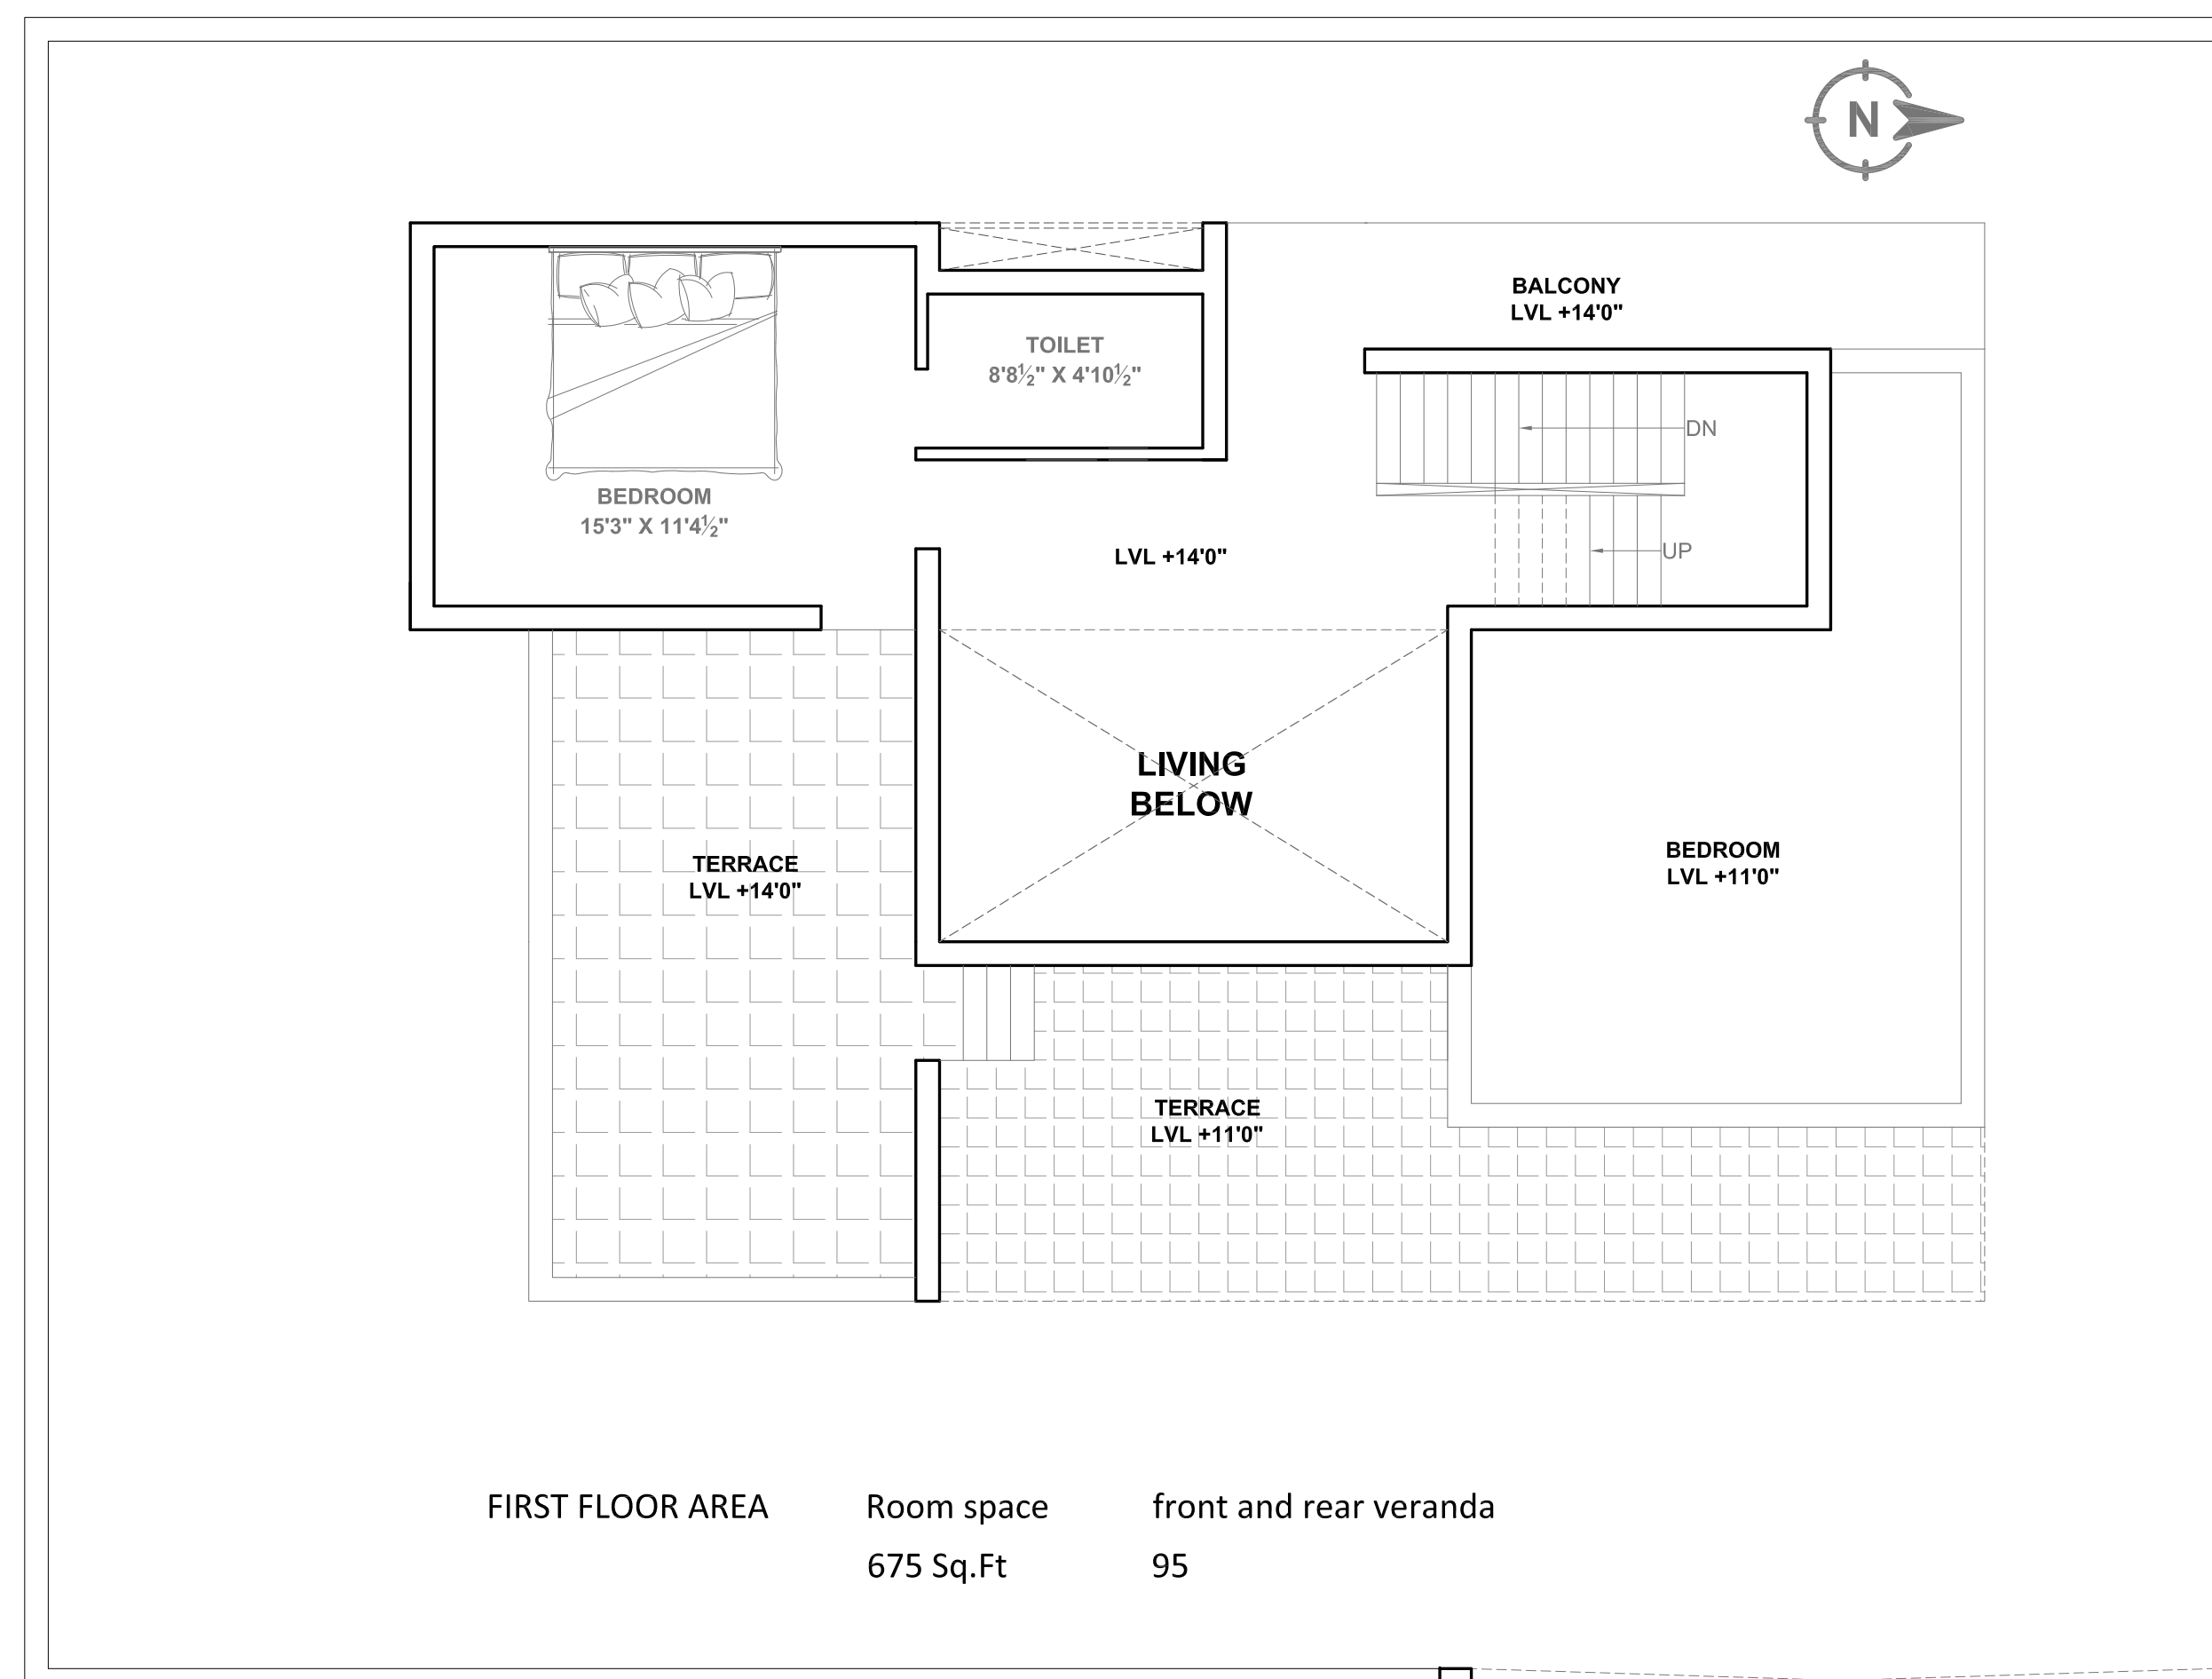 N
BALCONY
LVL +14'0"
TOILET
8'8½" X 4'10½"
DN
BEDROOM
15'3" X 11'4½"
LVL +14'0"
UP
LIVING
BELOW
TERRACE
LVL +14'0"
BEDROOM
LVL +11'0"
TERRACE
LVL +11'0"
FIRST FLOOR AREA Room space front and rear veranda
675 Sq.Ft 95